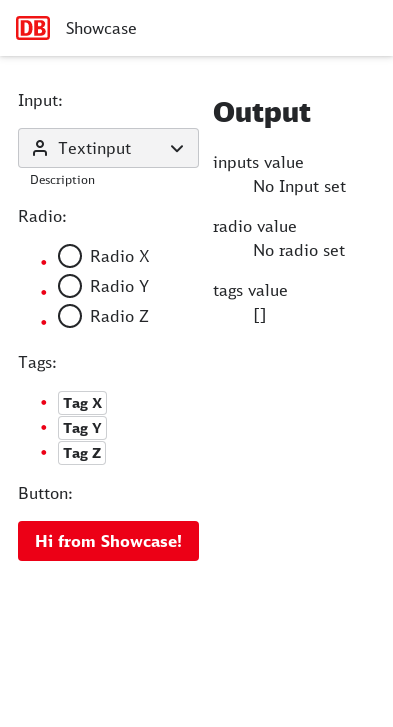 DB Showcase
Input:
Textinput
Description
Radio:
Radio X
Radio Y
Radio Z
Tags:
Tag X
Tag Y
Tag Z
Button:
Hi from Showcase!
Output
inputs value
No Input set
radio value
No radio set
tags value
[]